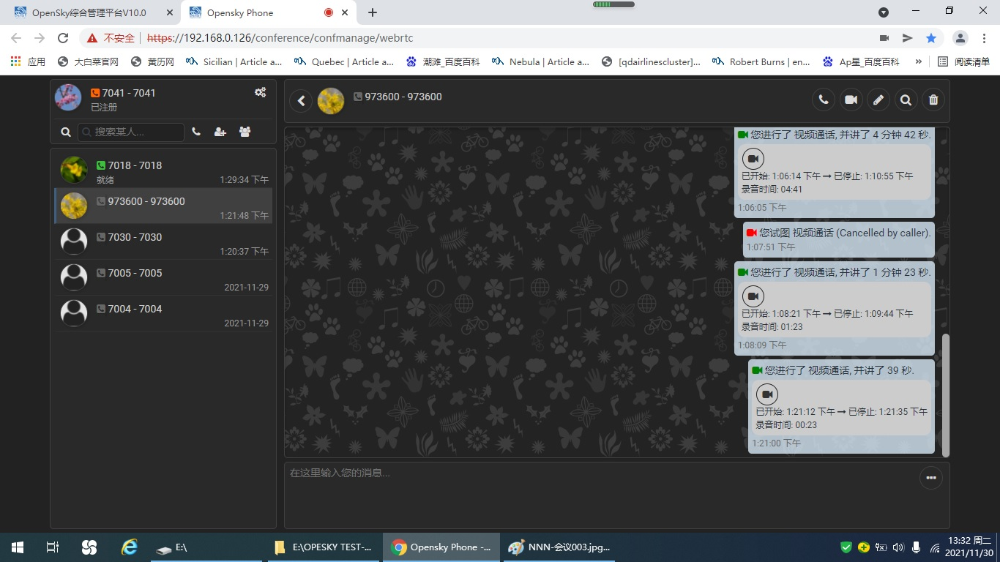 OpenSky综合管理平台V10.0
Opensky Phone
不安全
https://192.168.0.126/conference/confmanage/webrtc
应用
大白菜官网
黄历网
Sicilian | Article a...
Quebec | Article a...
潮滩_百度百科
Nebula | Article a...
[qdairlinescluster]...
Robert Burns | en...
Ap星_百度百科
»
阅读清单
7041 - 7041
已注册
搜索某人...
7018 - 7018
就绪
1:29:34 下午
973600 - 973600
1:21:48 下午
7030 - 7030
1:20:37 下午
7005 - 7005
2021-11-29
7004 - 7004
2021-11-29
973600 - 973600
您进行了 视频通话, 并讲了 4 分钟 42 秒.
已开始: 1:06:14 下午 → 已停止: 1:10:55 下午
录音时间: 04:41
1:06:05 下午
您试图 视频通话 (Cancelled by caller).
1:07:51 下午
您进行了 视频通话, 并讲了 1 分钟 23 秒.
已开始: 1:08:21 下午 → 已停止: 1:09:44 下午
录音时间: 01:23
1:08:09 下午
您进行了 视频通话, 并讲了 39 秒.
已开始: 1:21:12 下午 → 已停止: 1:21:35 下午
录音时间: 00:23
1:21:00 下午
在这里输入您的消息...
E:\
E:\OPESKY TEST-...
Opensky Phone -...
NNN-会议003.jpg...
13:32 周二
2021/11/30